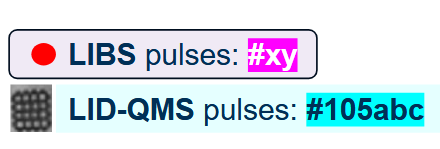 LIBS pulses: #xy
LID-QMS pulses: #105abc